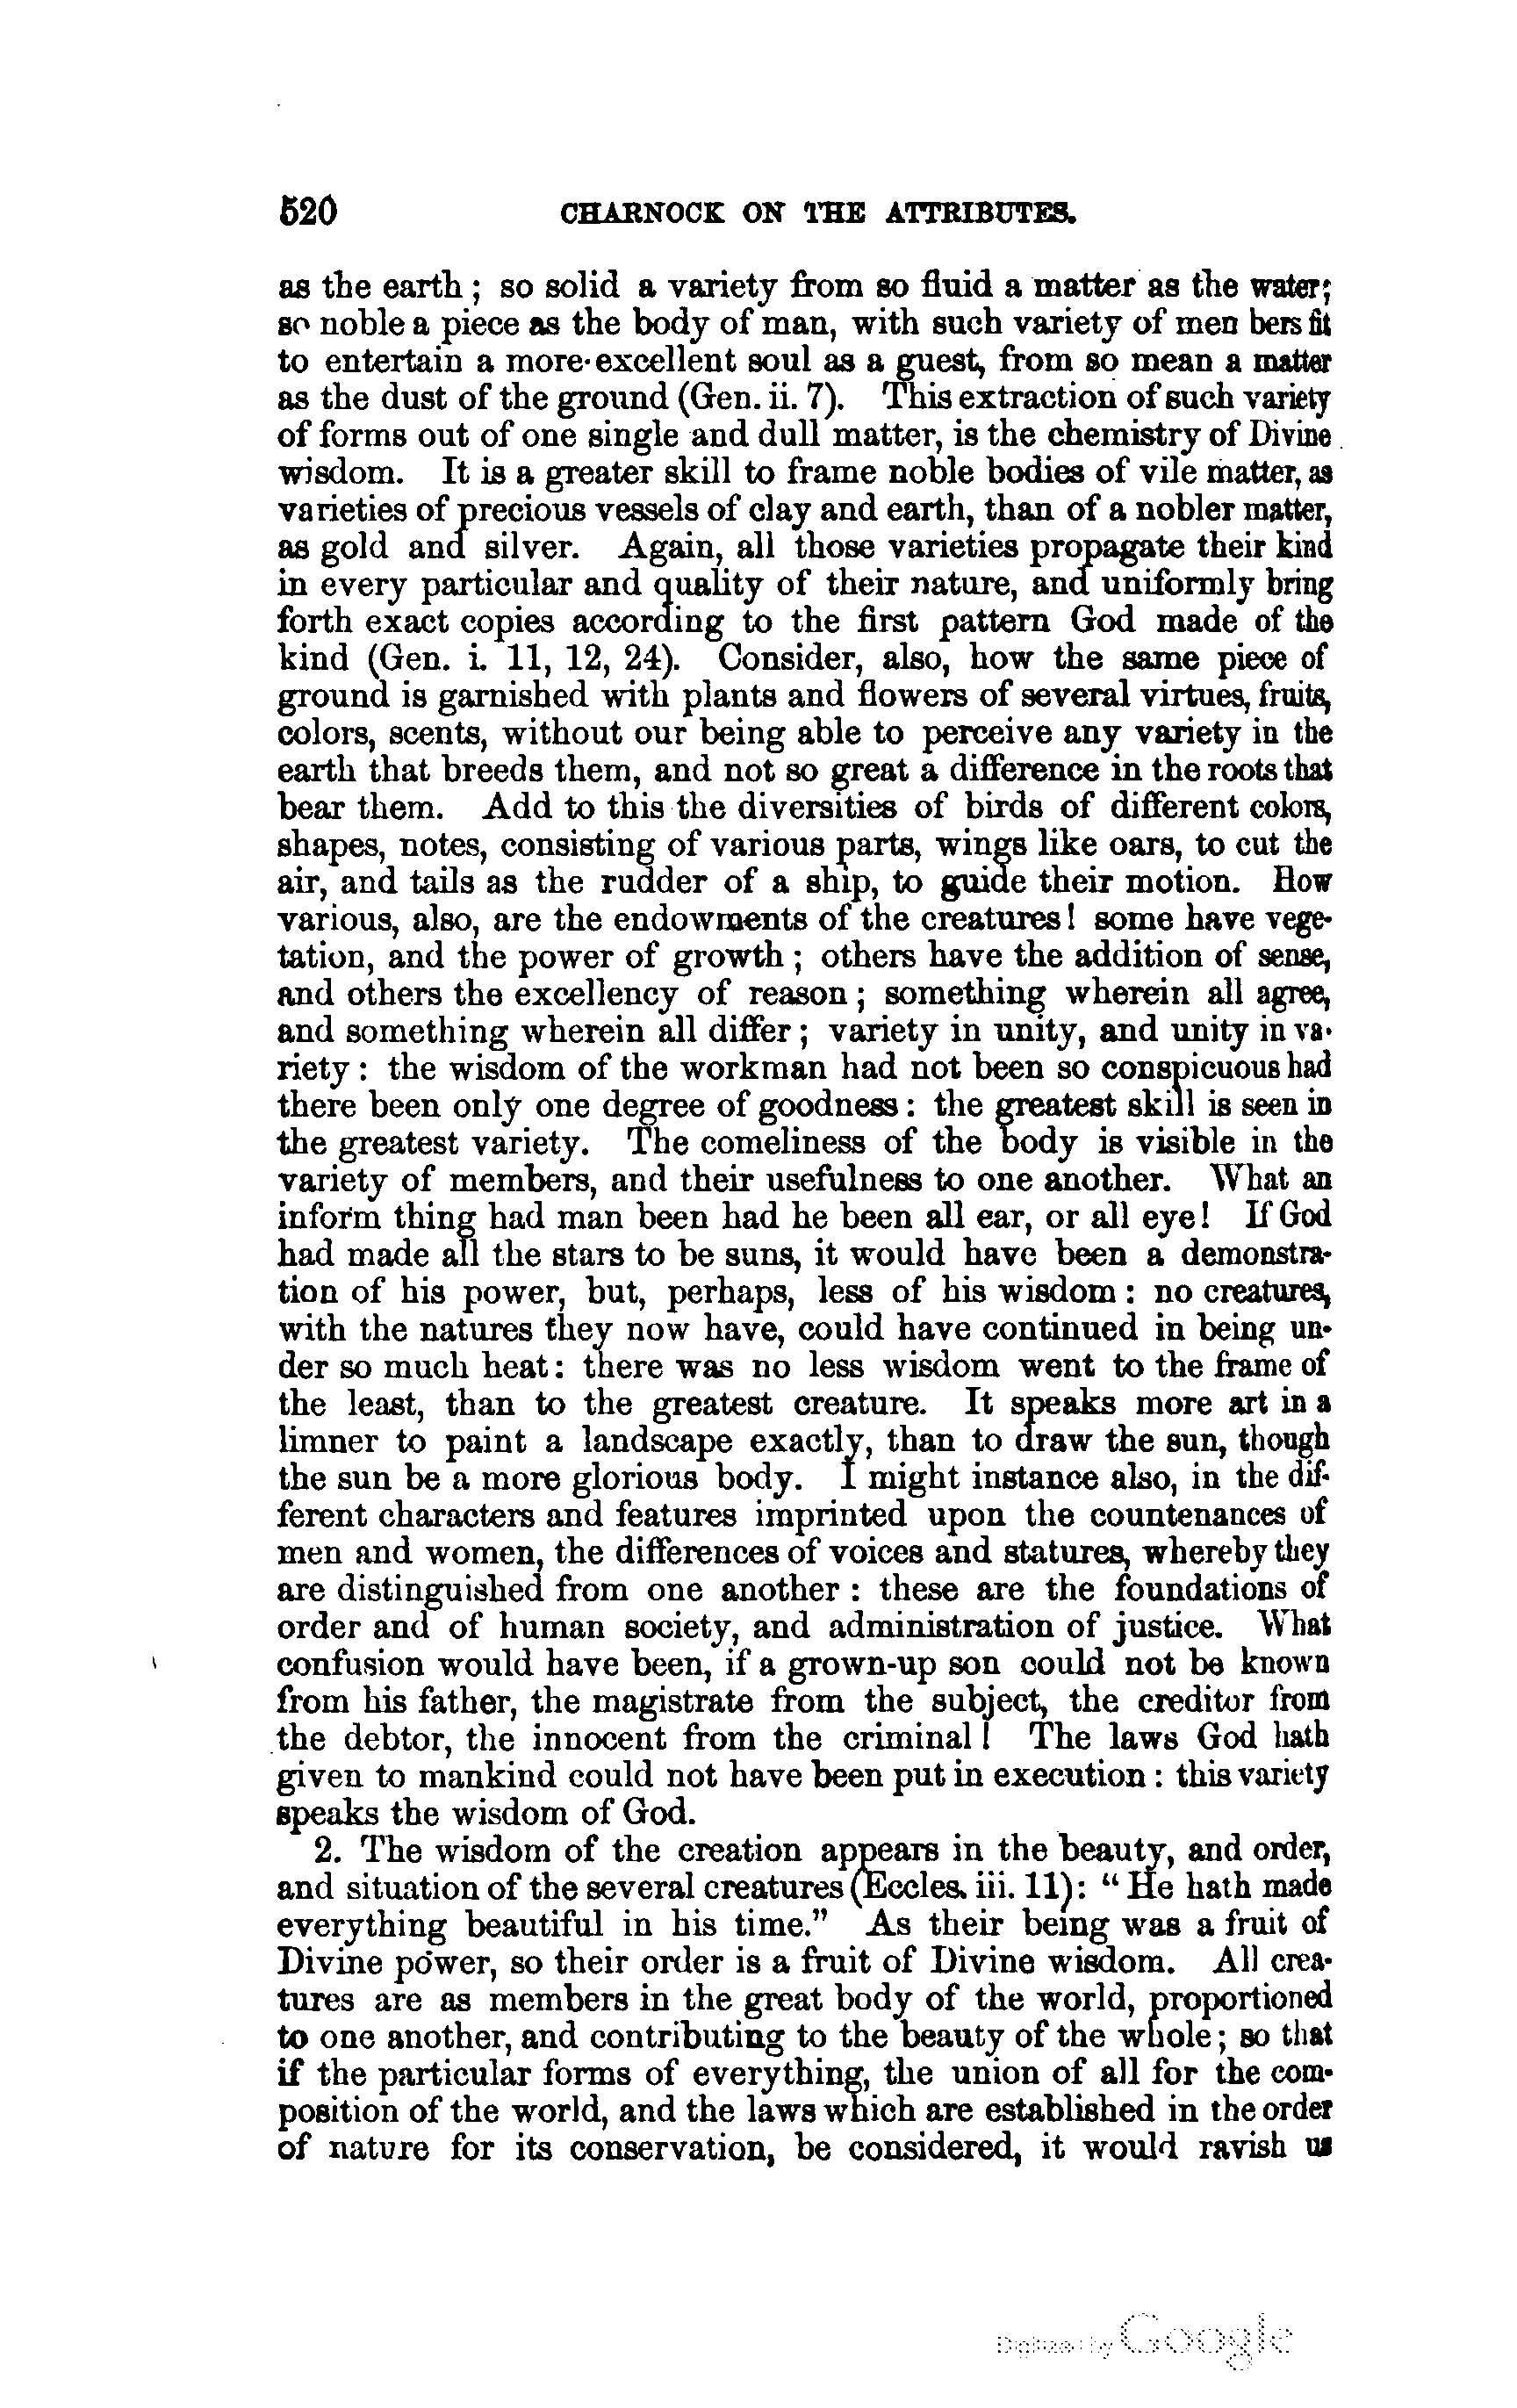 520 CHARNOCK ON THE ATTRIBUTES.
as the earth; so solid a variety from so fluid a matter as the water;
so noble a piece as the body of man, with such variety of men bers fit
to entertain a more excellent soul as a guest, from so mean a matter
as the dust of the ground (Gen. ii. 7). This extraction of such variety
of forms out of one single and dull matter, is the chemistry of Divine
wisdom. It is a greater skill to frame noble bodies of vile matter, as
varieties of precious vessels of clay and earth, than of a nobler matter,
as gold and silver. Again, all those varieties propagate their kind
in every particular and quality of their nature, and uniformly bring
forth exact copies according to the first pattern God made of the
kind (Gen. i. 11, 12, 24). Consider, also, how the same piece of
ground is garnished with plants and flowers of several virtues, fruits,
colors, scents, without our being able to perceive any variety in the
earth that breeds them, and not so great a difference in the roots that
bear them. Add to this the diversities of birds of different colors,
shapes, notes, consisting of various parts, wings like oars, to cut the
air, and tails as the rudder of a ship, to guide their motion. How
various, also, are the endowments of the creatures! some have vege-
tation, and the power of growth; others have the addition of sense,
and others the excellency of reason; something wherein all agree,
and something wherein all differ; variety in unity, and unity in va-
riety: the wisdom of the workman had not been so conspicuous had
there been only one degree of goodness: the greatest skill is seen in
the greatest variety. The comeliness of the body is visible in the
variety of members, and their usefulness to one another. What an
inform thing had man been had he been all ear, or all eye! If God
had made all the stars to be suns, it would have been a demonstra-
tion of his power, but, perhaps, less of his wisdom: no creatures,
with the natures they now have, could have continued in being un-
der so much heat: there was no less wisdom went to the frame of
the least, than to the greatest creature. It speaks more art in a
limner to paint a landscape exactly, than to draw the sun, though
the sun be a more glorious body. I might instance also, in the dif-
ferent characters and features imprinted upon the countenances of
men and women, the differences of voices and statures, whereby they
are distinguished from one another: these are the foundations of
order and of human society, and administration of justice. What
confusion would have been, if a grown-up son could not be known
from his father, the magistrate from the subject, the creditor from
the debtor, the innocent from the criminal! The laws God hath
given to mankind could not have been put in execution: this variety
speaks the wisdom of God.
2. The wisdom of the creation appears in the beauty, and order,
and situation of the several creatures (Eccles. iii. 11): "He hath made
everything beautiful in his time." As their being was a fruit of
Divine power, so their order is a fruit of Divine wisdom. All crea-
tures are as members in the great body of the world, proportioned
to one another, and contributing to the beauty of the whole; so that
if the particular forms of everything, the union of all for the com-
position of the world, and the laws which are established in the order
of nature for its conservation, be considered, it would ravish us
Digitized by Google